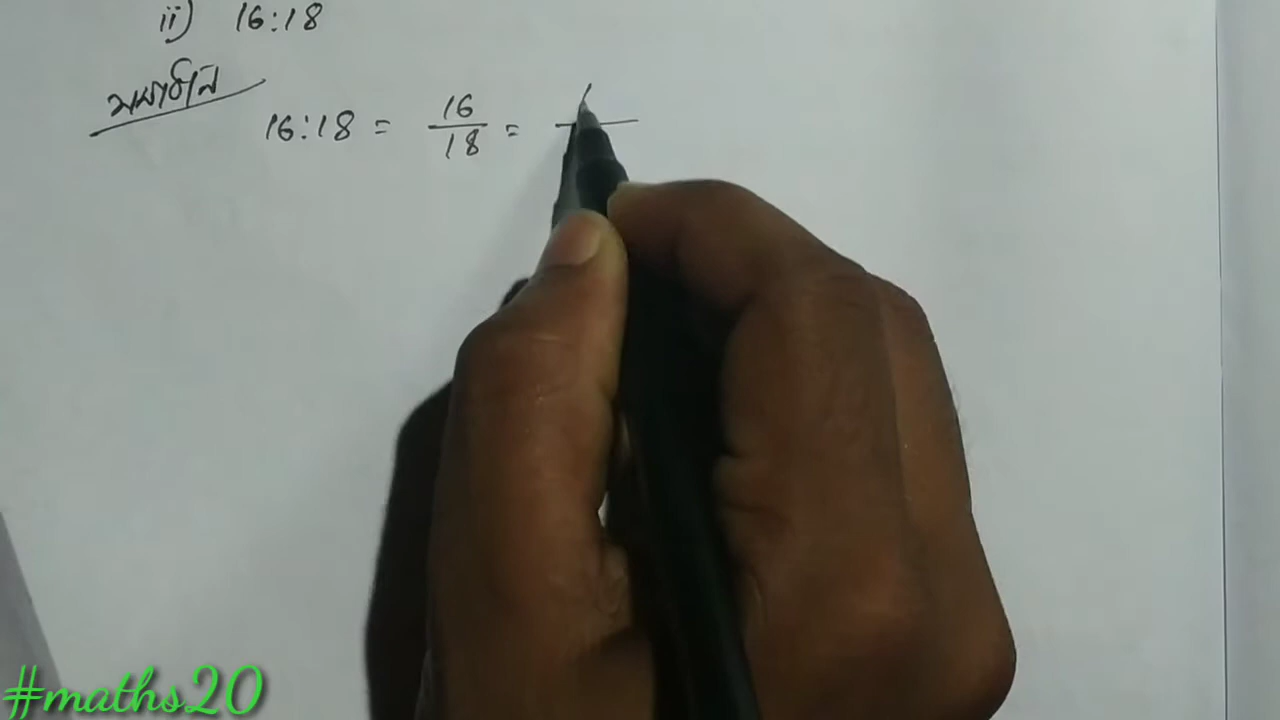 ii) 16:18
সমাধান
16:18 = 16/18 =
#maths20